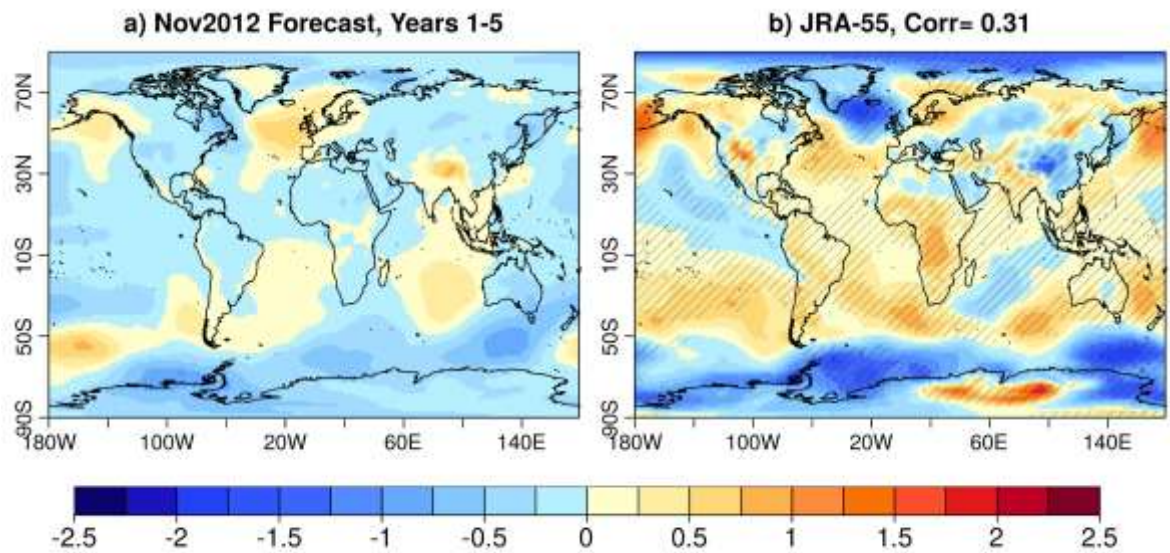 a) Nov2012 Forecast, Years 1-5
b) JRA-55, Corr= 0.31
70N
30N
10S
50S
90S
180W 100W 20W 60E 140E
70N
30N
10S
50S
90S
180W 100W 20W 60E 140E
-2.5 -2 -1.5 -1 -0.5 0 0.5 1 1.5 2 2.5